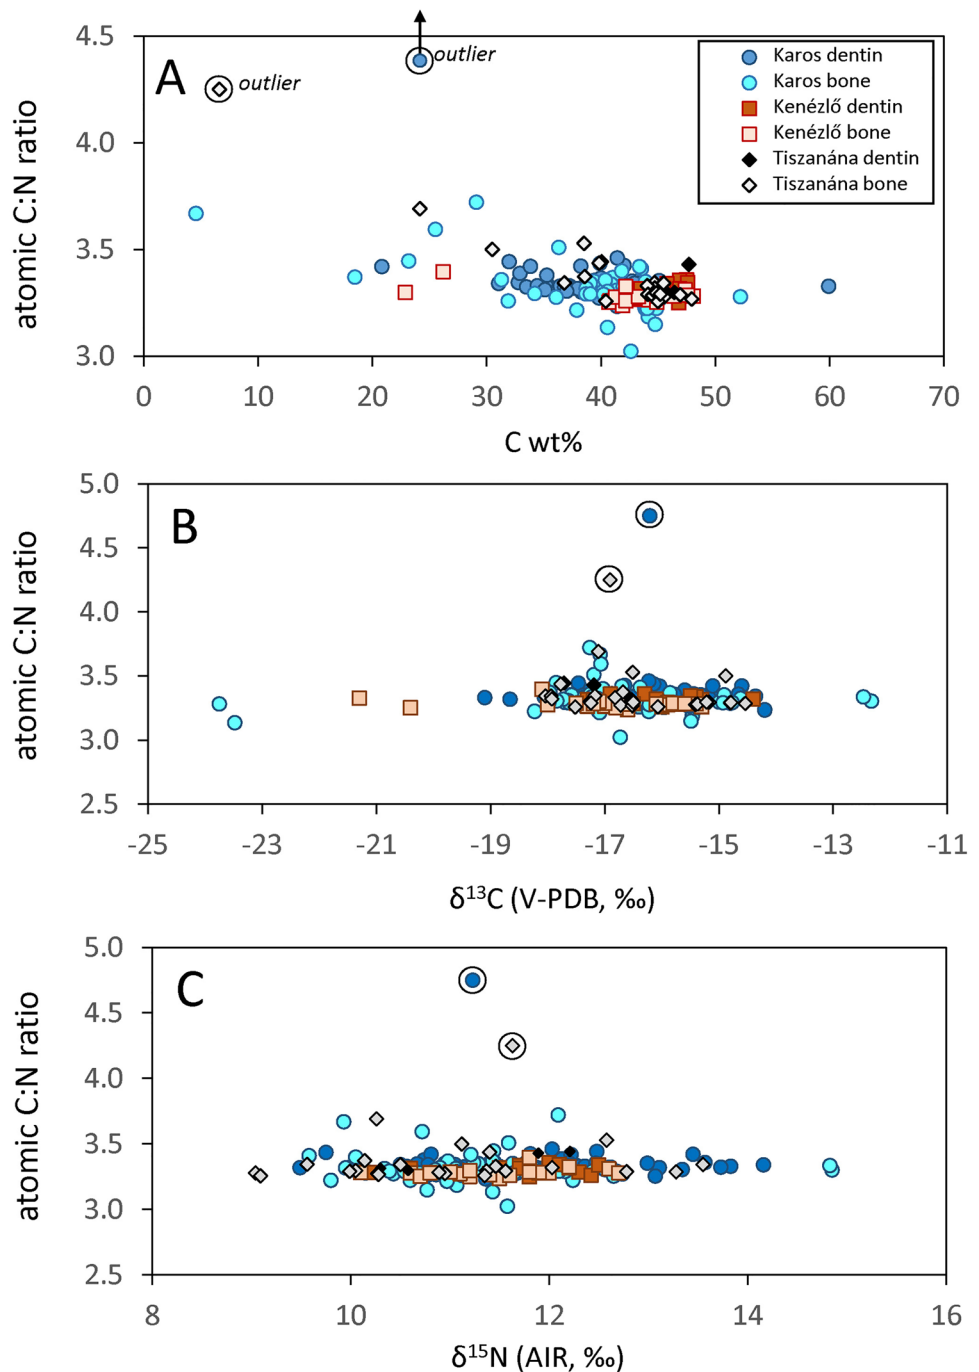 A
outlier
outlier
Karos dentin
Karos bone
Kenézlő dentin
Kenézlő bone
Tiszanána dentin
Tiszanána bone
atomic C:N ratio
4.5
4.0
3.5
3.0
0 10 20 30 40 50 60 70
C wt%
B
atomic C:N ratio
5.0
4.5
4.0
3.5
3.0
2.5
-25 -23 -21 -19 -17 -15 -13 -11
δ¹³C (V-PDB, ‰)
C
atomic C:N ratio
5.0
4.5
4.0
3.5
3.0
2.5
8 10 12 14 16
δ¹⁵N (AIR, ‰)